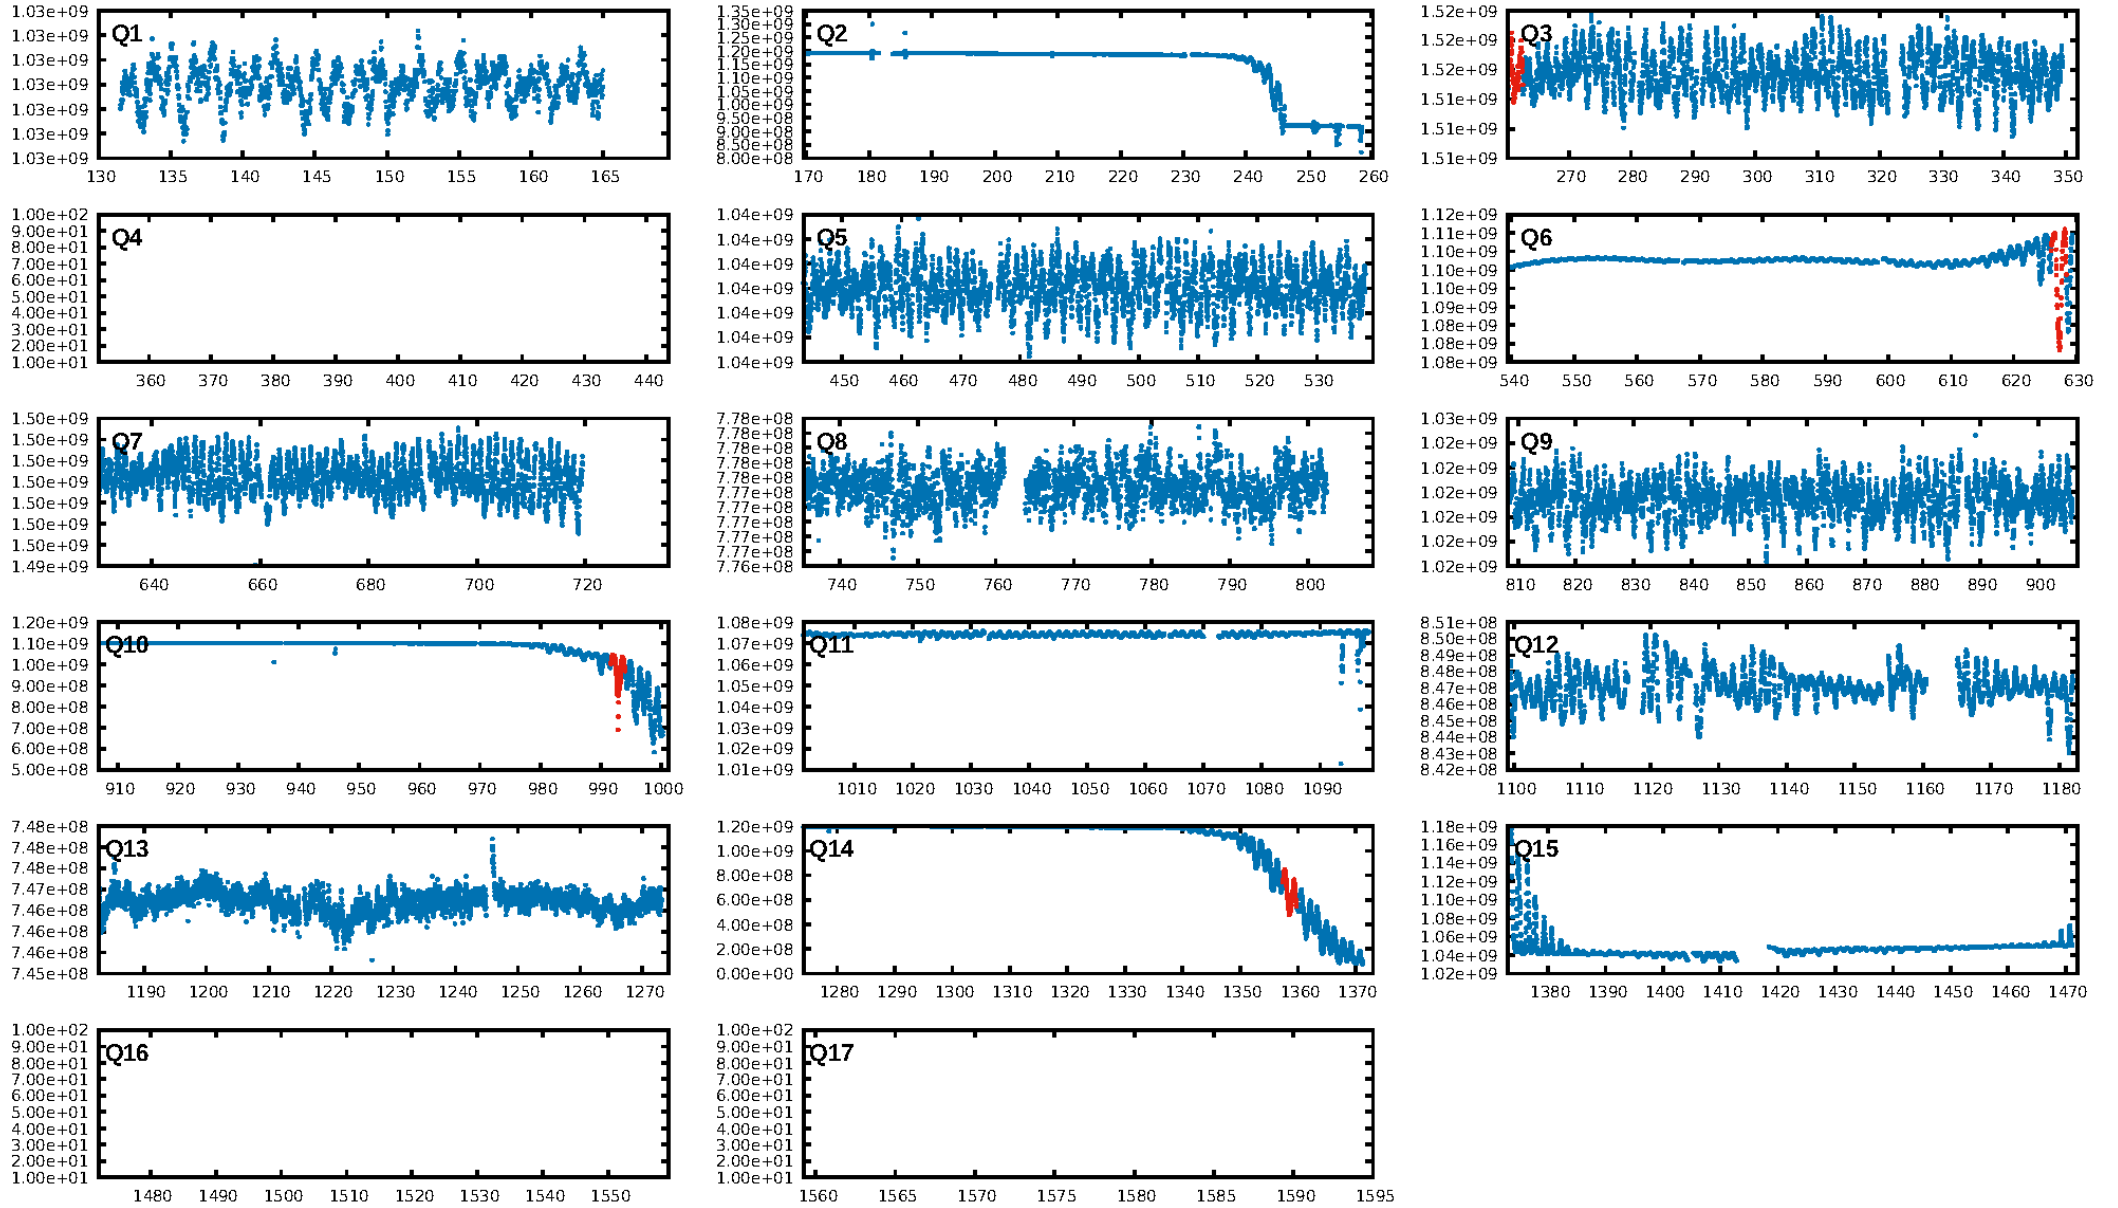 Q1
1.03e+09
1.03e+09
1.03e+09
1.03e+09
1.03e+09
1.03e+09
1.03e+09
130 135 140 145 150 155 160 165
Q2
1.35e+09
1.30e+09
1.25e+09
1.20e+09
1.15e+09
1.10e+09
1.05e+09
1.00e+09
9.50e+08
9.00e+08
8.50e+08
8.00e+08
170 180 190 200 210 220 230 240 250 260
Q3
1.52e+09
1.52e+09
1.52e+09
1.51e+09
1.51e+09
1.51e+09
270 280 290 300 310 320 330 340 350
Q4
1.00e+02
9.00e+01
8.00e+01
7.00e+01
6.00e+01
5.00e+01
4.00e+01
3.00e+01
2.00e+01
1.00e+01
360 370 380 390 400 410 420 430 440
Q5
1.04e+09
1.04e+09
1.04e+09
1.04e+09
1.04e+09
1.04e+09
1.04e+09
450 460 470 480 490 500 510 520 530
Q6
1.12e+09
1.11e+09
1.10e+09
1.10e+09
1.09e+09
1.09e+09
1.08e+09
1.08e+09
540 550 560 570 580 590 600 610 620 630
Q7
1.50e+09
1.50e+09
1.50e+09
1.50e+09
1.50e+09
1.50e+09
1.50e+09
1.49e+09
640 660 680 700 720
Q8
7.78e+08
7.78e+08
7.78e+08
7.78e+08
7.78e+08
7.77e+08
7.77e+08
7.77e+08
7.77e+08
7.77e+08
7.76e+08
740 750 760 770 780 790 800
Q9
1.03e+09
1.02e+09
1.02e+09
1.02e+09
1.02e+09
1.02e+09
1.02e+09
810 820 830 840 850 860 870 880 890 900
Q10
1.20e+09
1.10e+09
1.00e+09
9.00e+08
8.00e+08
7.00e+08
6.00e+08
5.00e+08
910 920 930 940 950 960 970 980 990 1000
Q11
1.08e+09
1.07e+09
1.06e+09
1.05e+09
1.04e+09
1.03e+09
1.02e+09
1.01e+09
1010 1020 1030 1040 1050 1060 1070 1080 1090
Q12
8.51e+08
8.50e+08
8.49e+08
8.48e+08
8.47e+08
8.46e+08
8.45e+08
8.44e+08
8.43e+08
8.42e+08
1100 1110 1120 1130 1140 1150 1160 1170 1180
Q13
7.48e+08
7.48e+08
7.48e+08
7.47e+08
7.46e+08
7.46e+08
7.46e+08
7.45e+08
1190 1200 1210 1220 1230 1240 1250 1260 1270
Q14
1.20e+09
1.00e+09
8.00e+08
6.00e+08
4.00e+08
2.00e+08
0.00e+00
1280 1290 1300 1310 1320 1330 1340 1350 1360 1370
Q15
1.18e+09
1.16e+09
1.14e+09
1.12e+09
1.10e+09
1.08e+09
1.06e+09
1.04e+09
1.02e+09
1380 1390 1400 1410 1420 1430 1440 1450 1460 1470
Q16
1.00e+02
9.00e+01
8.00e+01
7.00e+01
6.00e+01
5.00e+01
4.00e+01
3.00e+01
2.00e+01
1.00e+01
1480 1490 1500 1510 1520 1530 1540 1550
Q17
1.00e+02
9.00e+01
8.00e+01
7.00e+01
6.00e+01
5.00e+01
4.00e+01
3.00e+01
2.00e+01
1.00e+01
1560 1565 1570 1575 1580 1585 1590 1595